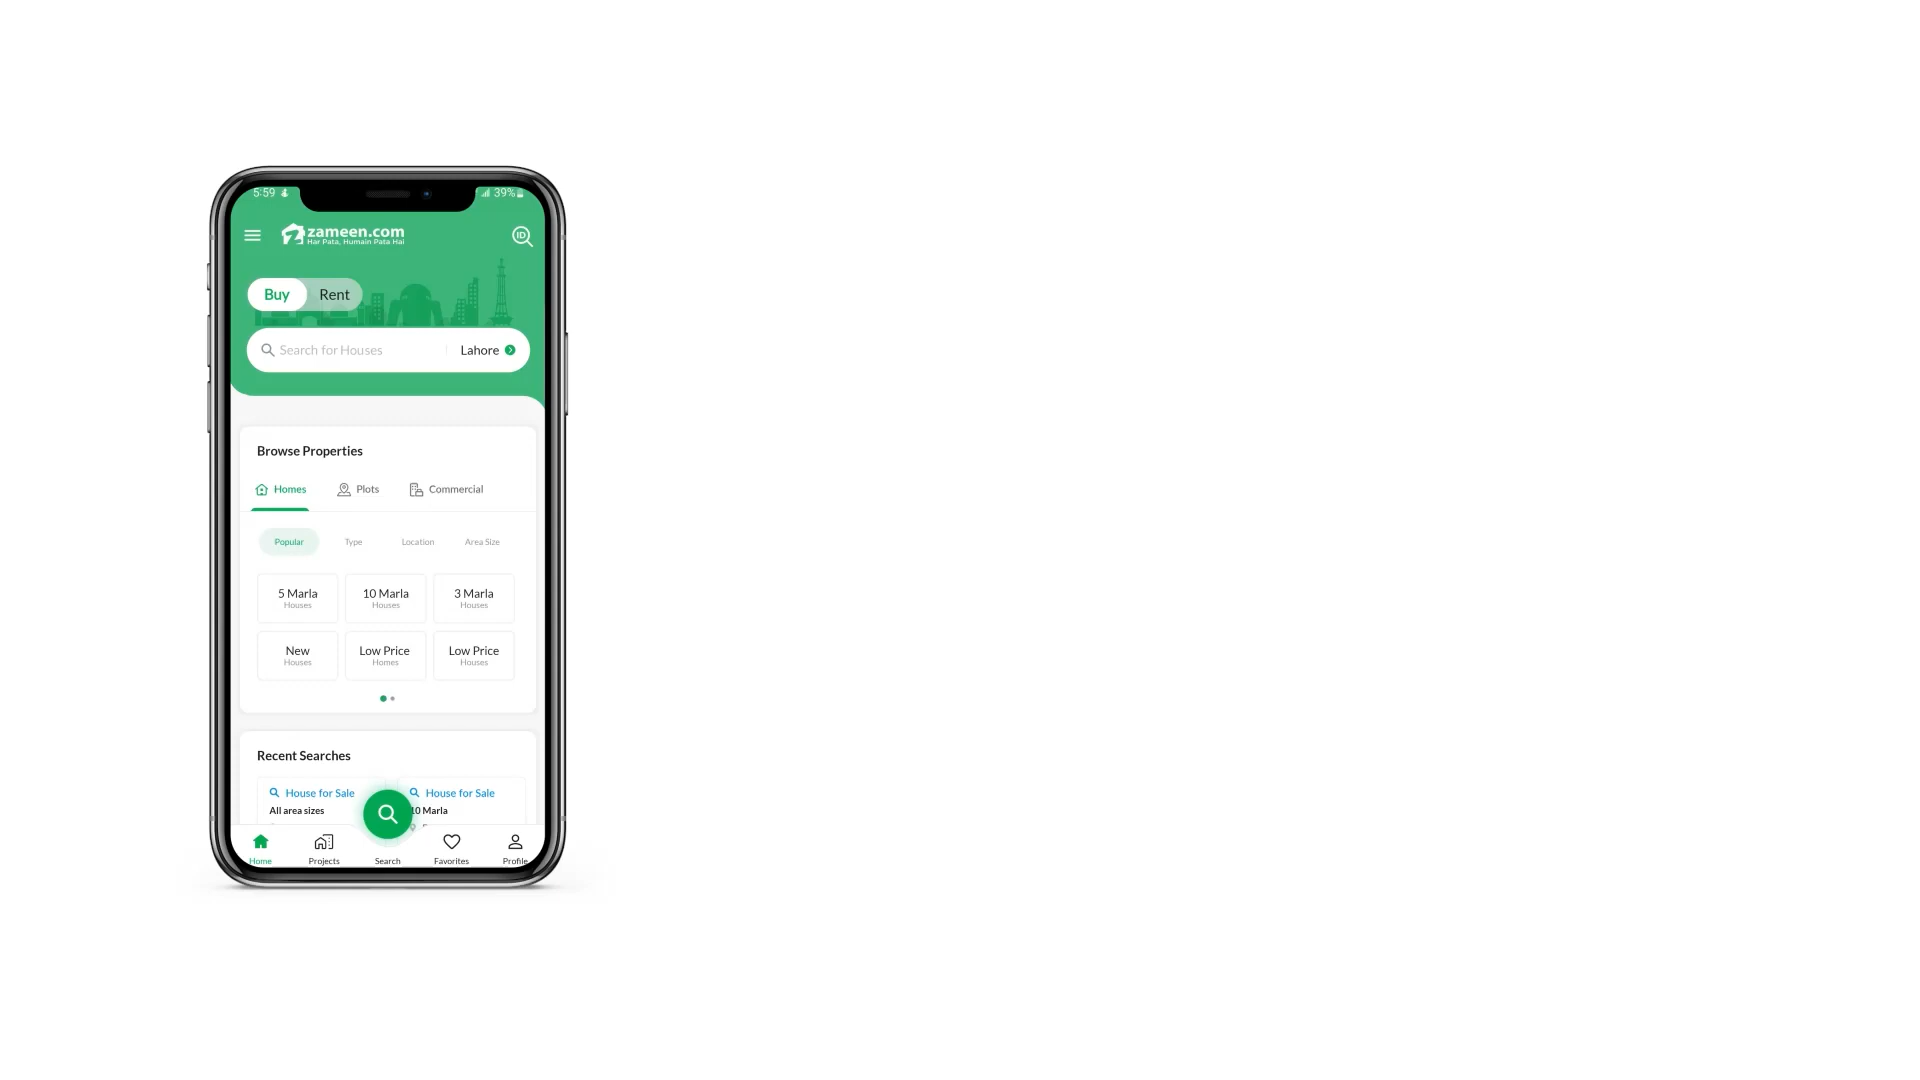 5:59
39%
zameen.com
Har Pata, Humain Pata Hai
ID
Buy Rent
Search for Houses Lahore
Browse Properties
Homes Plots Commercial
Popular Type Location Area Size
5 Marla 10 Marla 3 Marla
Houses Houses Houses
New Low Price Low Price
Houses Homes Houses
Recent Searches
House for Sale House for Sale
All area sizes 10 Marla
Home Projects Search Favorites Profile